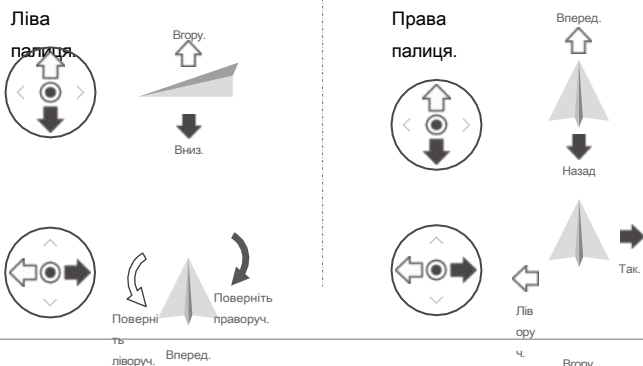 Ліва
палиця.
Вгору.
Вниз.
Поверні
ть
ліворуч.
Поверніть
праворуч.
Вперед.
Права
палиця.
Вперед.
Назад
Так.
Лів
ору
ч.
Вгору